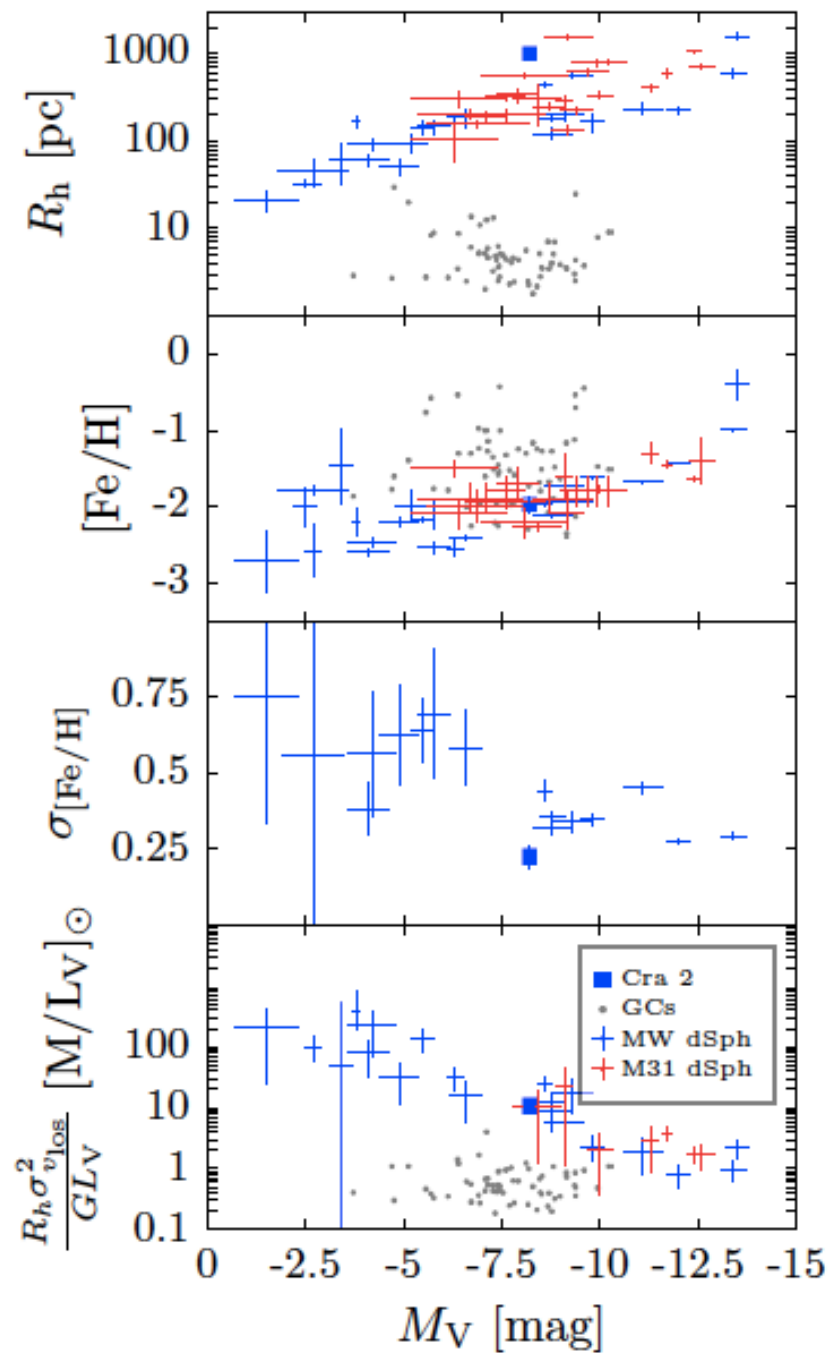 R_h [pc]
1000
100
10
[Fe/H]
0
-1
-2
-3
σ_[Fe/H]
0.75
0.5
0.25
R_h σ²_v_los / GL_V [M/L_V]_⊙
100
10
1
0.1
Cra 2
GCs
MW dSph
M31 dSph
0 -2.5 -5 -7.5 -10 -12.5 -15
M_V [mag]